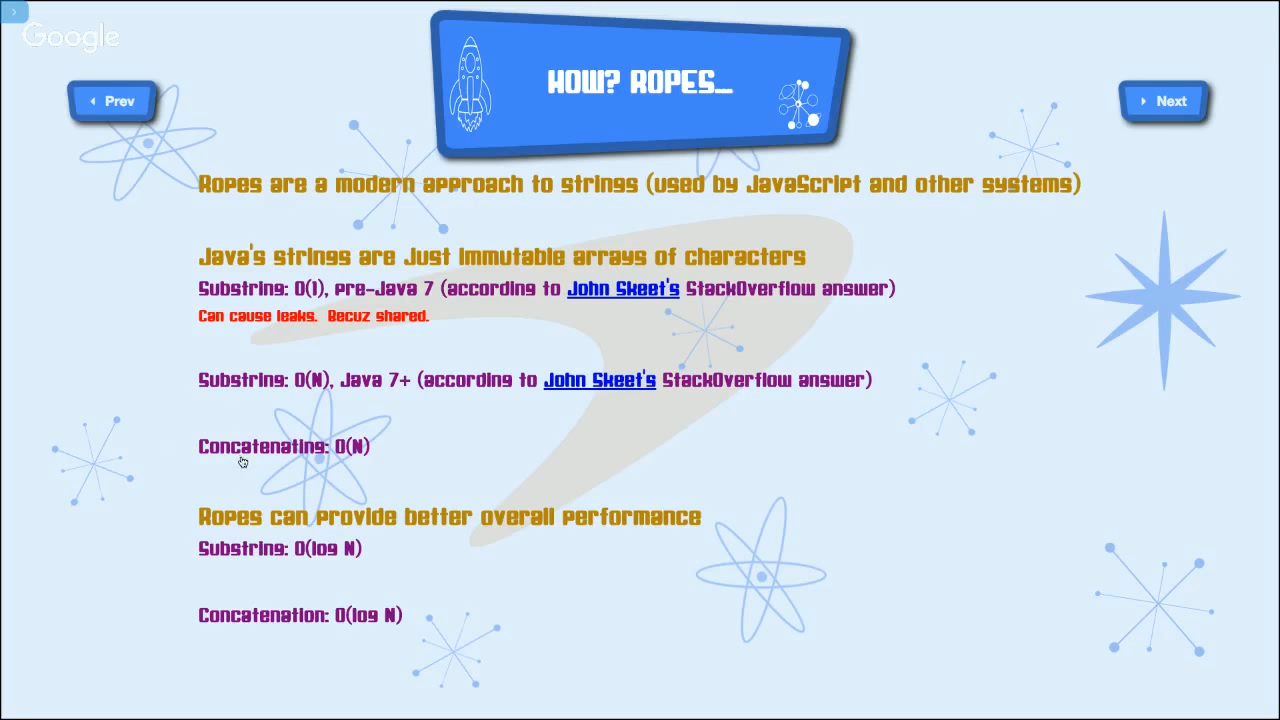 Google
HOW? ROPES...
Prev
Next
Ropes are a modern approach to strings (used by JavaScript and other systems)
Java's strings are Just immutable arrays of characters
Substring: O(1), pre-Java 7 (according to John Skeet's StackOverflow answer)
Can cause leaks. Becuz shared.
Substring: O(N), Java 7+ (according to John Skeet's StackOverflow answer)
Concatenating: O(N)
Ropes can provide better overall performance
Substring: O(log N)
Concatenation: O(log N)